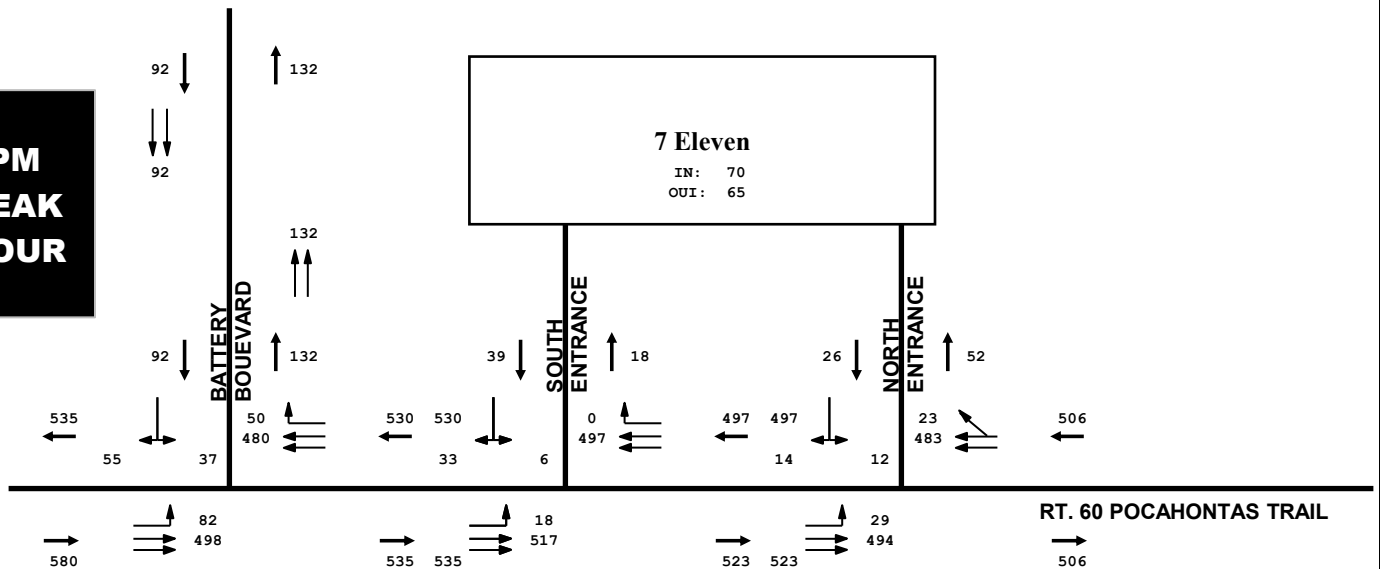 92 132
PM
EAK
OUR
92
132
7 Eleven
IN: 70
OUI: 65
BATTERY
BOUEVARD
SOUTH
ENTRANCE
NORTH
ENTRANCE
92 132 39 18 26 52
535 50 530 530 0 497 497 23 506
480 497 483
55 37 33 6 14 12
RT. 60 POCAHONTAS TRAIL
82 18 29
498 517 494
580 535 535 523 523 506